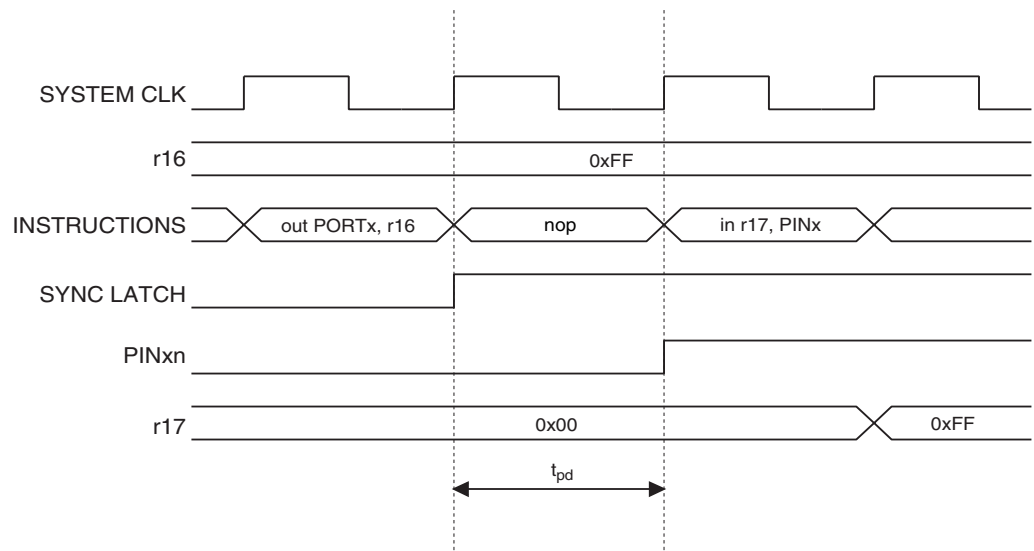 SYSTEM CLK
r16
0xFF
INSTRUCTIONS
out PORTx, r16
nop
in r17, PINx
SYNC LATCH
PINxn
r17
0x00
0xFF
tpd